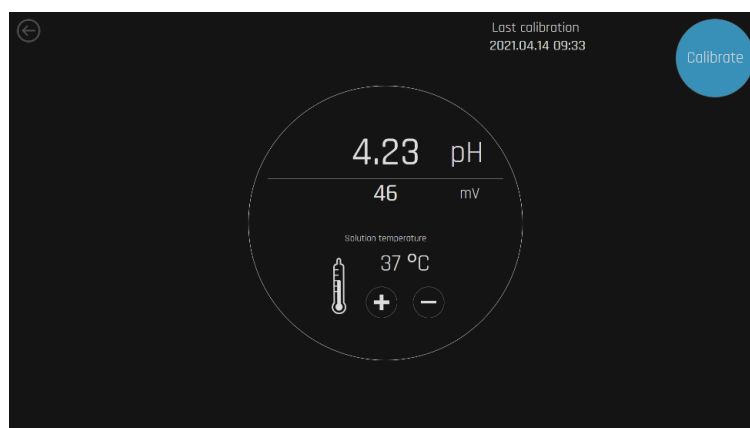 Last calibration
2021.04.14 09:33
Calibrate
4.23 pH
46 mV
Solution temperature
37 °C